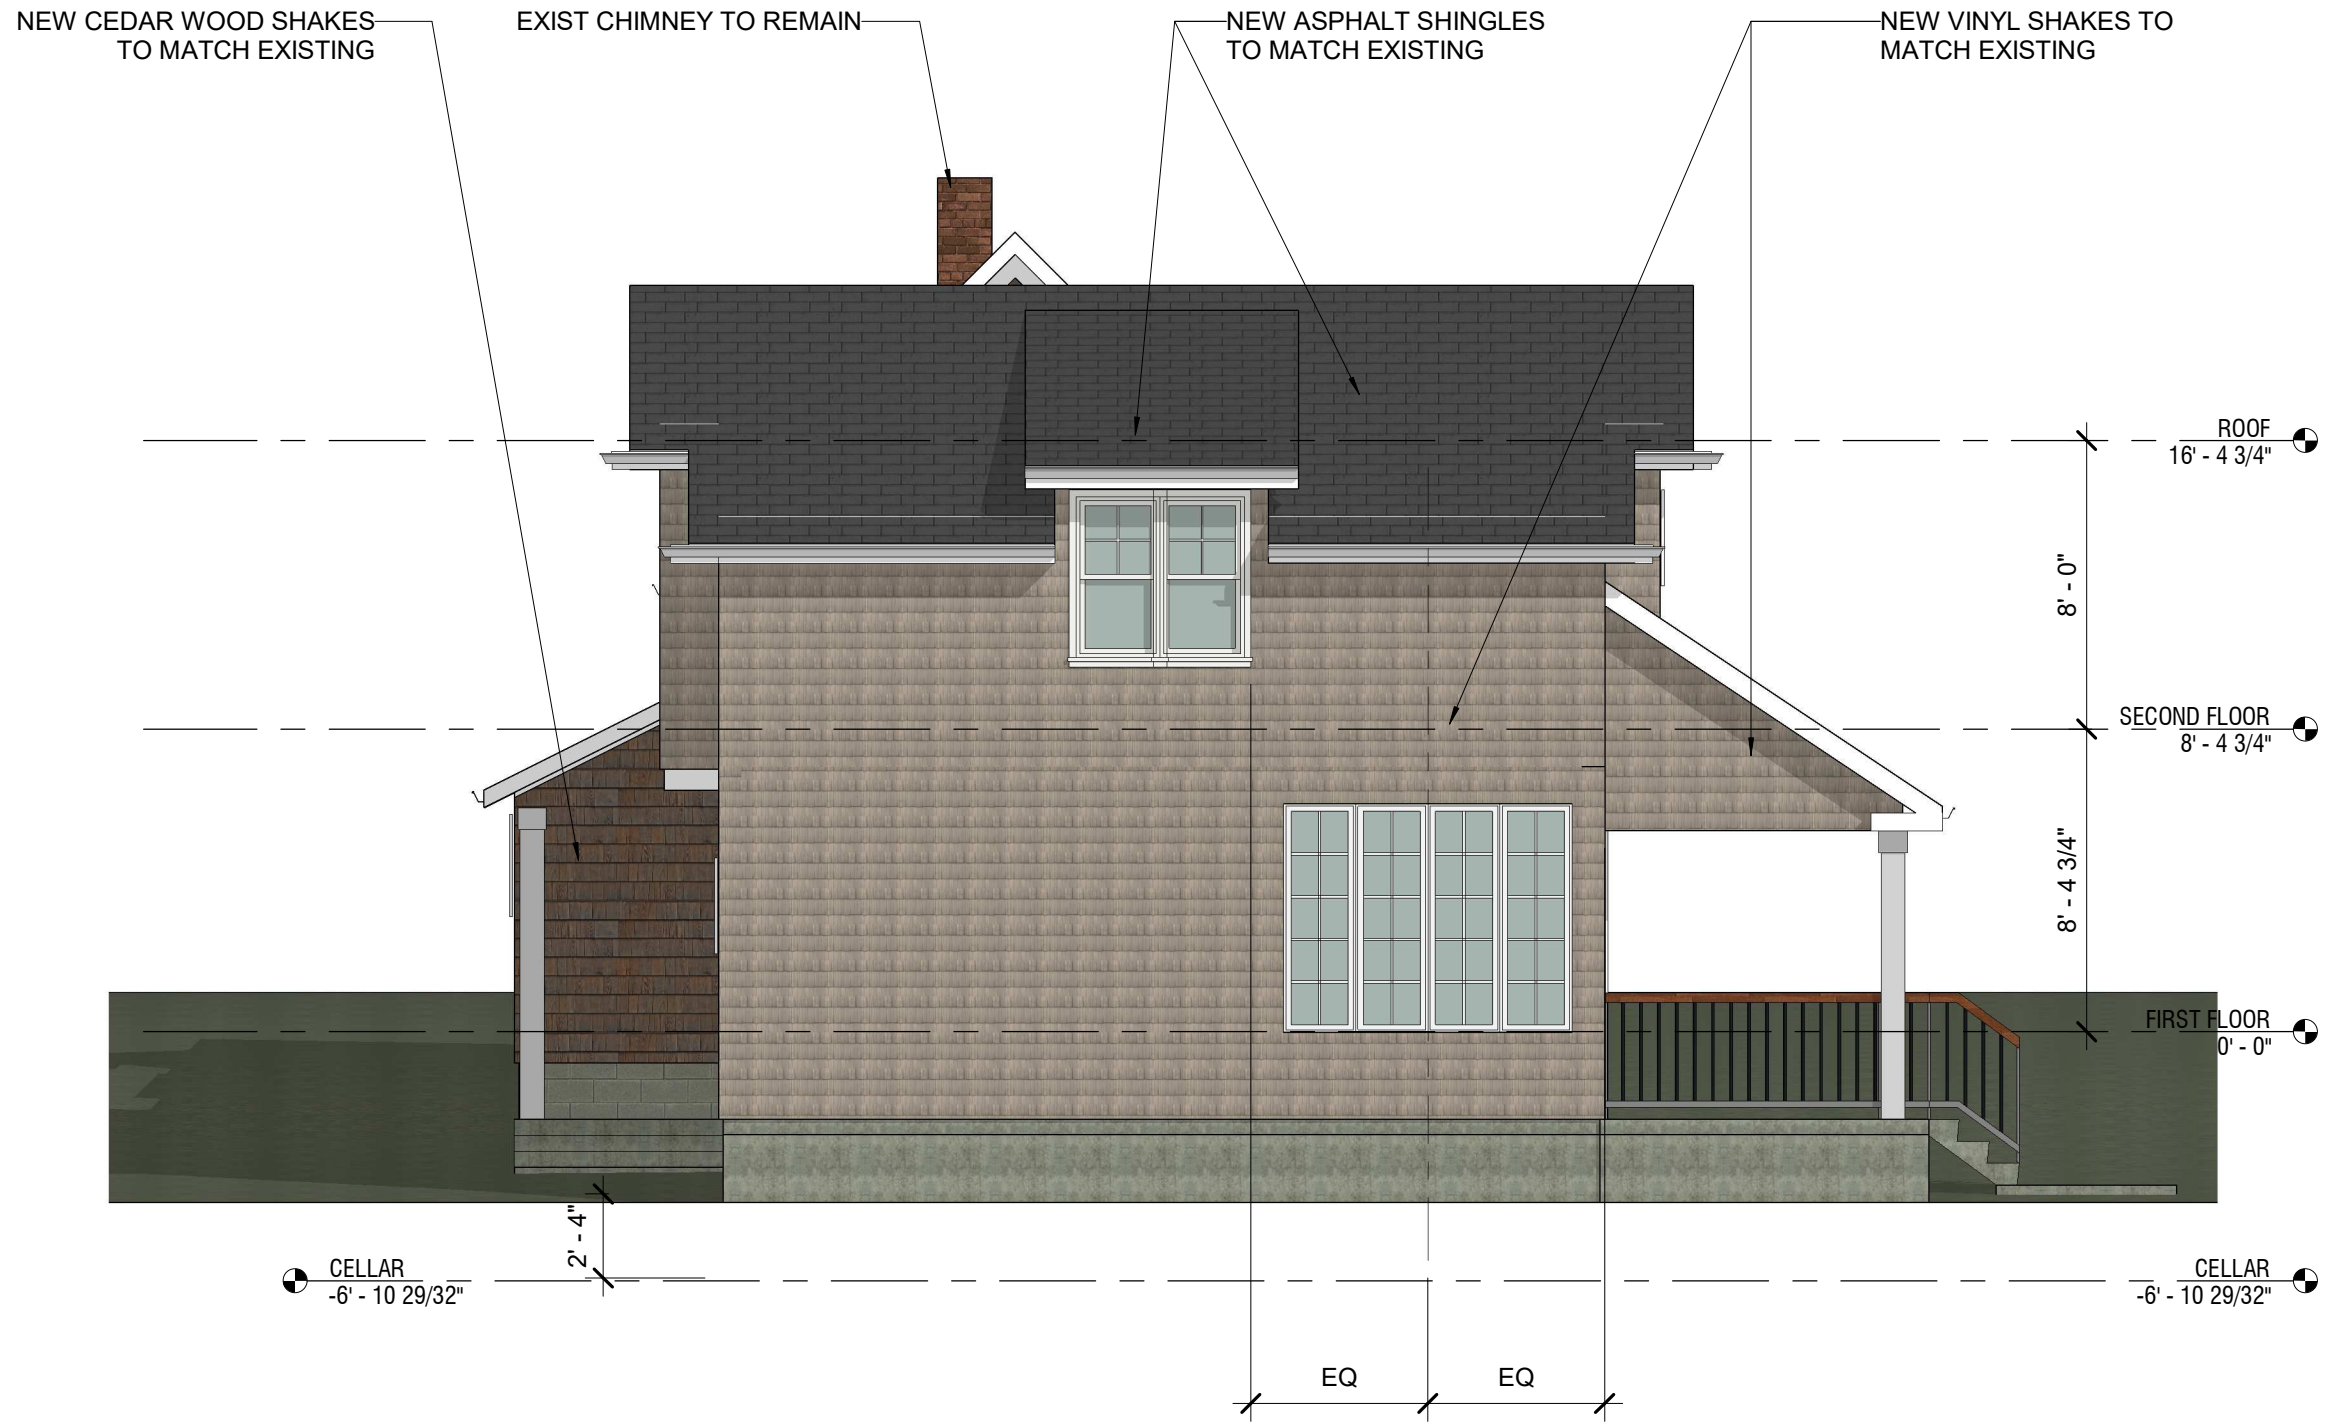 NEW CEDAR WOOD SHAKES
TO MATCH EXISTING
EXIST CHIMNEY TO REMAIN
NEW ASPHALT SHINGLES
TO MATCH EXISTING
NEW VINYL SHAKES TO
MATCH EXISTING
ROOF
16' - 4 3/4"
8' - 0"
SECOND FLOOR
8' - 4 3/4"
8' - 4 3/4"
FIRST FLOOR
0' - 0"
2' - 4"
CELLAR
-6' - 10 29/32"
CELLAR
-6' - 10 29/32"
EQ
EQ